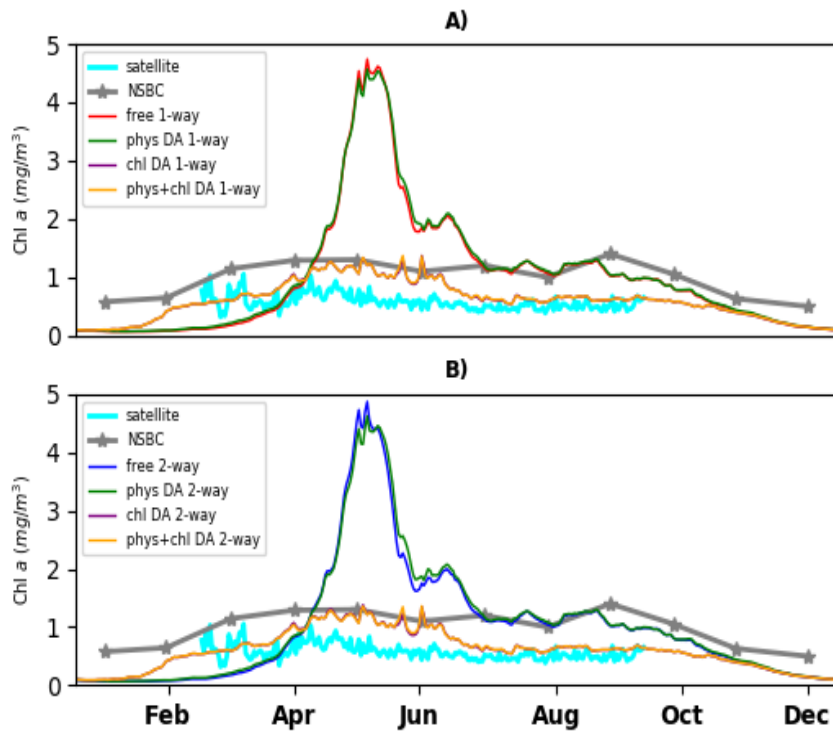 A)
5
4
3
2
1
0
Chl a (mg/m³)
satellite
NSBC
free 1-way
phys DA 1-way
chl DA 1-way
phys+chl DA 1-way
B)
5
4
3
2
1
0
Chl a (mg/m³)
satellite
NSBC
free 2-way
phys DA 2-way
chl DA 2-way
phys+chl DA 2-way
Feb Apr Jun Aug Oct Dec